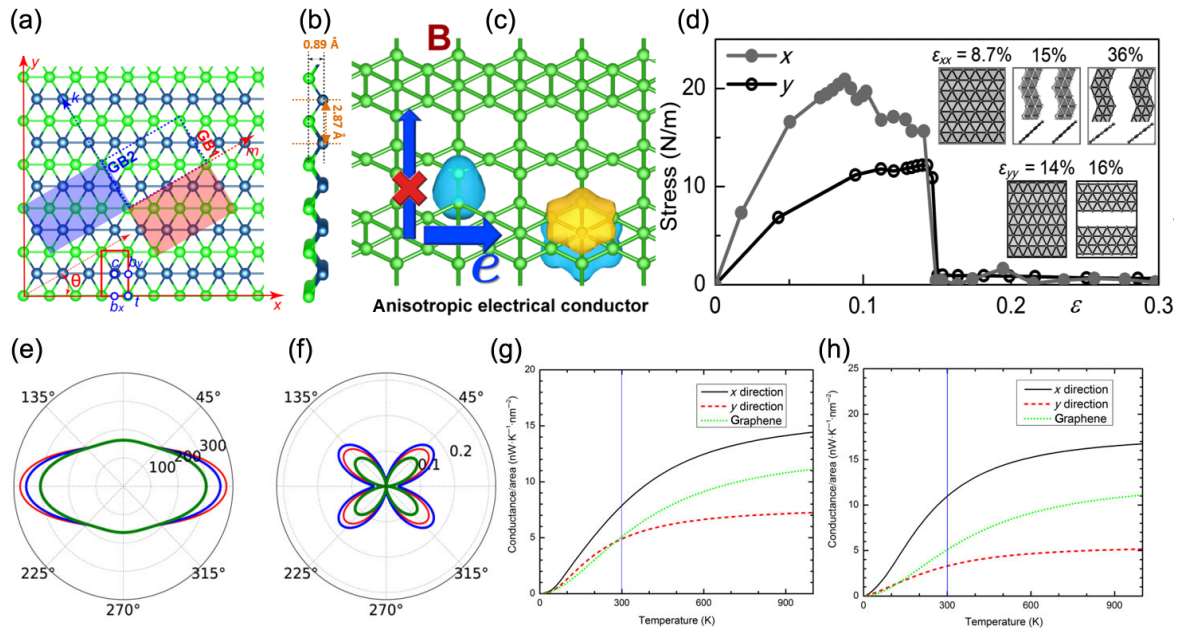 (a)
y
k
GB2
GB1
m
θ
c
b_y
b_x
t
x
(b)
0.89 Å
2.87 Å
(c)
B
e
Anisotropic electrical conductor
(d)
x
y
Stress (N/m)
20
10
0
0
0.1
0.2
ε
0.3
ε_xx = 8.7%
15%
36%
ε_yy = 14%
16%
(e)
135°
45°
300
200
100
225°
315°
270°
(f)
135°
45°
0.2
0.1
225°
315°
270°
(g)
Conductance/area (nW·K⁻¹·nm⁻²)
20
15
10
5
0
0
300
600
900
Temperature (K)
x direction
y direction
Graphene
(h)
Conductance/area (nW·K⁻¹·nm⁻²)
25
20
15
10
5
0
0
300
600
900
Temperature (K)
x direction
y direction
Graphene